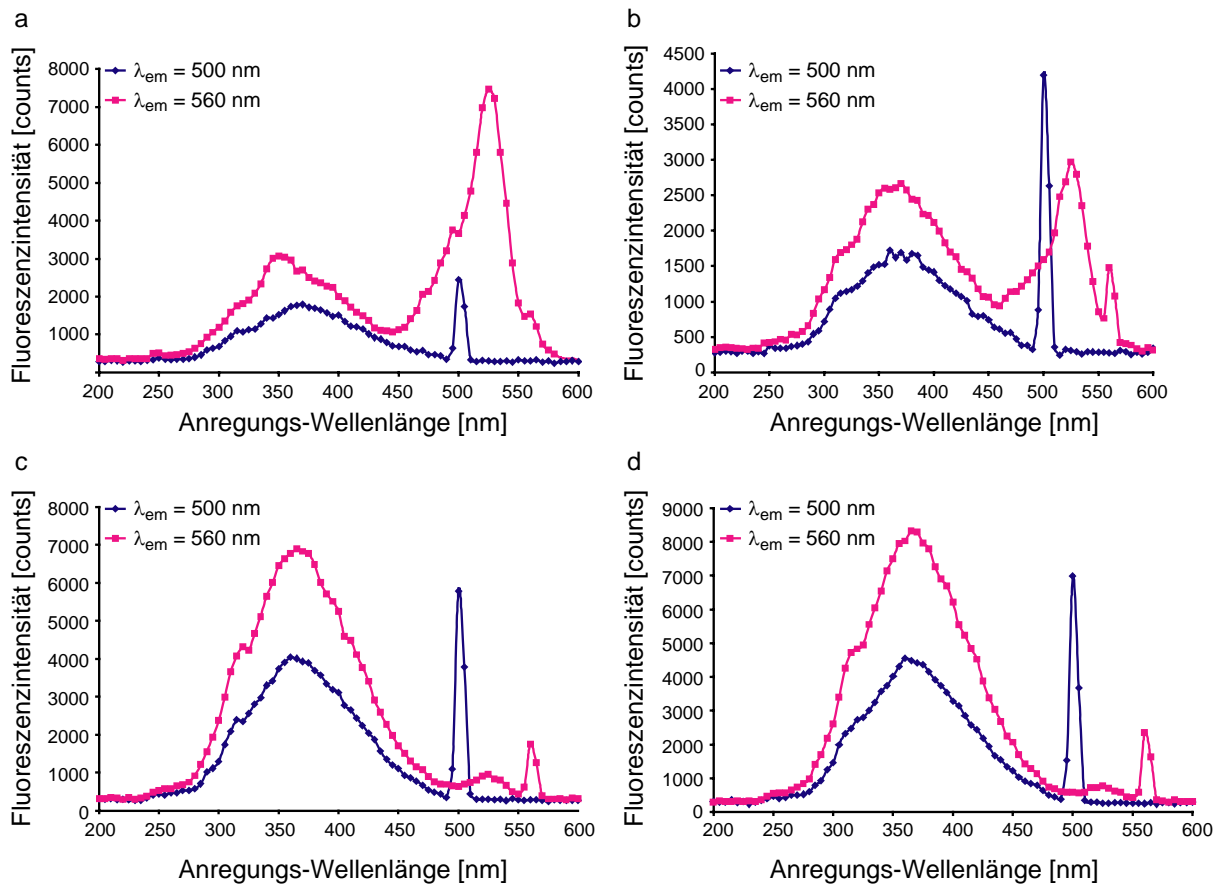 a
Fluoreszenzintensität [counts]
8000
7000
6000
5000
4000
3000
2000
1000
λem = 500 nm
λem = 560 nm
200 250 300 350 400 450 500 550 600
Anregungs-Wellenlänge [nm]
b
Fluoreszenzintensität [counts]
4500
4000
3500
3000
2500
2000
1500
1000
500
0
λem = 500 nm
λem = 560 nm
200 250 300 350 400 450 500 550 600
Anregungs-Wellenlänge [nm]
c
Fluoreszenzintensität [counts]
8000
7000
6000
5000
4000
3000
2000
1000
0
λem = 500 nm
λem = 560 nm
200 250 300 350 400 450 500 550 600
Anregungs-Wellenlänge [nm]
d
Fluoreszenzintensität [counts]
9000
8000
7000
6000
5000
4000
3000
2000
1000
0
λem = 500 nm
λem = 560 nm
200 250 300 350 400 450 500 550 600
Anregungs-Wellenlänge [nm]